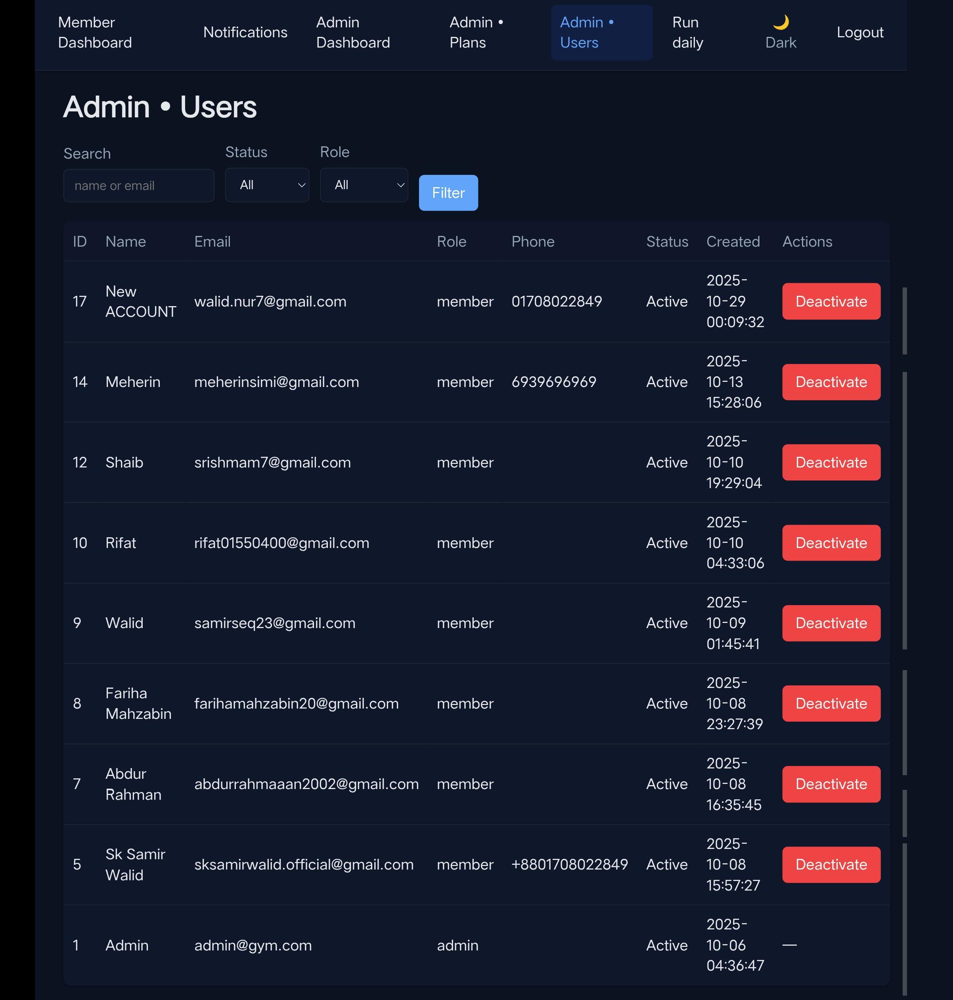 Member Dashboard
Notifications
Admin Dashboard
Admin • Plans
Admin • Users
Run daily
🌙 Dark
Logout
Admin • Users
Search
Status
Role
name or email
All
All
Filter
ID Name Email Role Phone Status Created Actions
17 New ACCOUNT walid.nur7@gmail.com member 01708022849 Active 2025-10-29 00:09:32 Deactivate
14 Meherin meherinsimi@gmail.com member 6939696969 Active 2025-10-13 15:28:06 Deactivate
12 Shaib srishmam7@gmail.com member Active 2025-10-10 19:29:04 Deactivate
10 Rifat rifat01550400@gmail.com member Active 2025-10-10 04:33:06 Deactivate
9 Walid samirseq23@gmail.com member Active 2025-10-09 01:45:41 Deactivate
8 Fariha Mahzabin farihamahzabin20@gmail.com member Active 2025-10-08 23:27:39 Deactivate
7 Abdur Rahman abdurrahmaaan2002@gmail.com member Active 2025-10-08 16:35:45 Deactivate
5 Sk Samir Walid sksamirwalid.official@gmail.com member +8801708022849 Active 2025-10-08 15:57:27 Deactivate
1 Admin admin@gym.com admin Active 2025-10-06 04:36:47 —